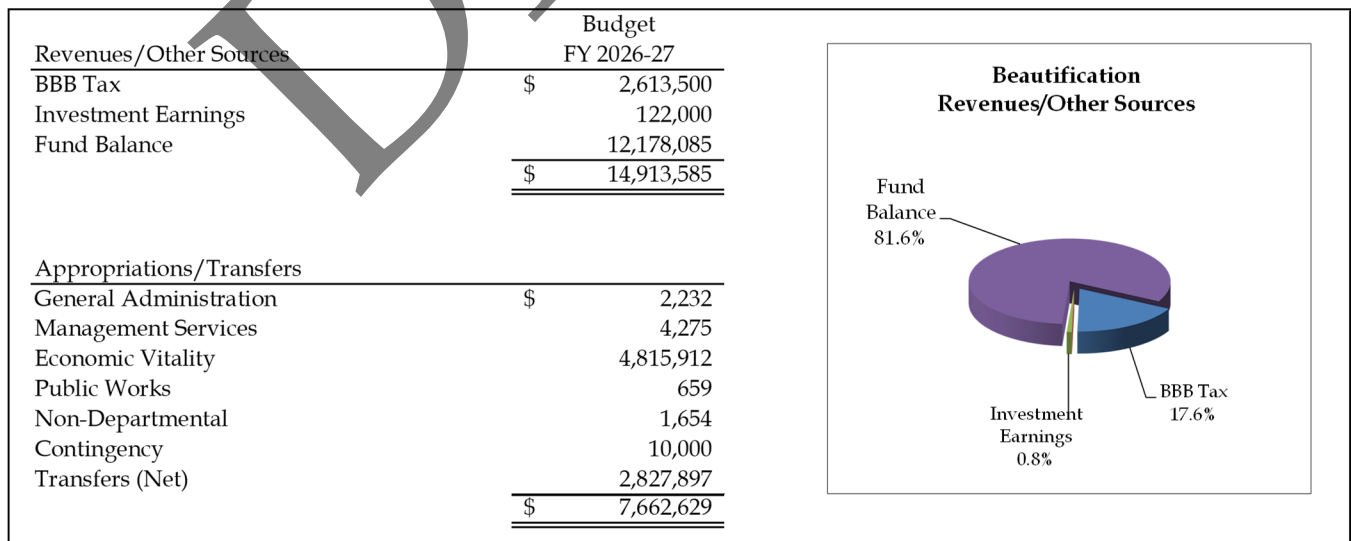 Budget
Revenues/Other Sources FY 2026-27
BBB Tax $ 2,613,500
Investment Earnings 122,000
Fund Balance 12,178,085
$ 14,913,585
Appropriations/Transfers
General Administration $ 2,232
Management Services 4,275
Economic Vitality 4,815,912
Public Works 659
Non-Departmental 1,654
Contingency 10,000
Transfers (Net) 2,827,897
$ 7,662,629
Beautification
Revenues/Other Sources
Fund
Balance
81.6%
BBB Tax
17.6%
Investment
Earnings
0.8%